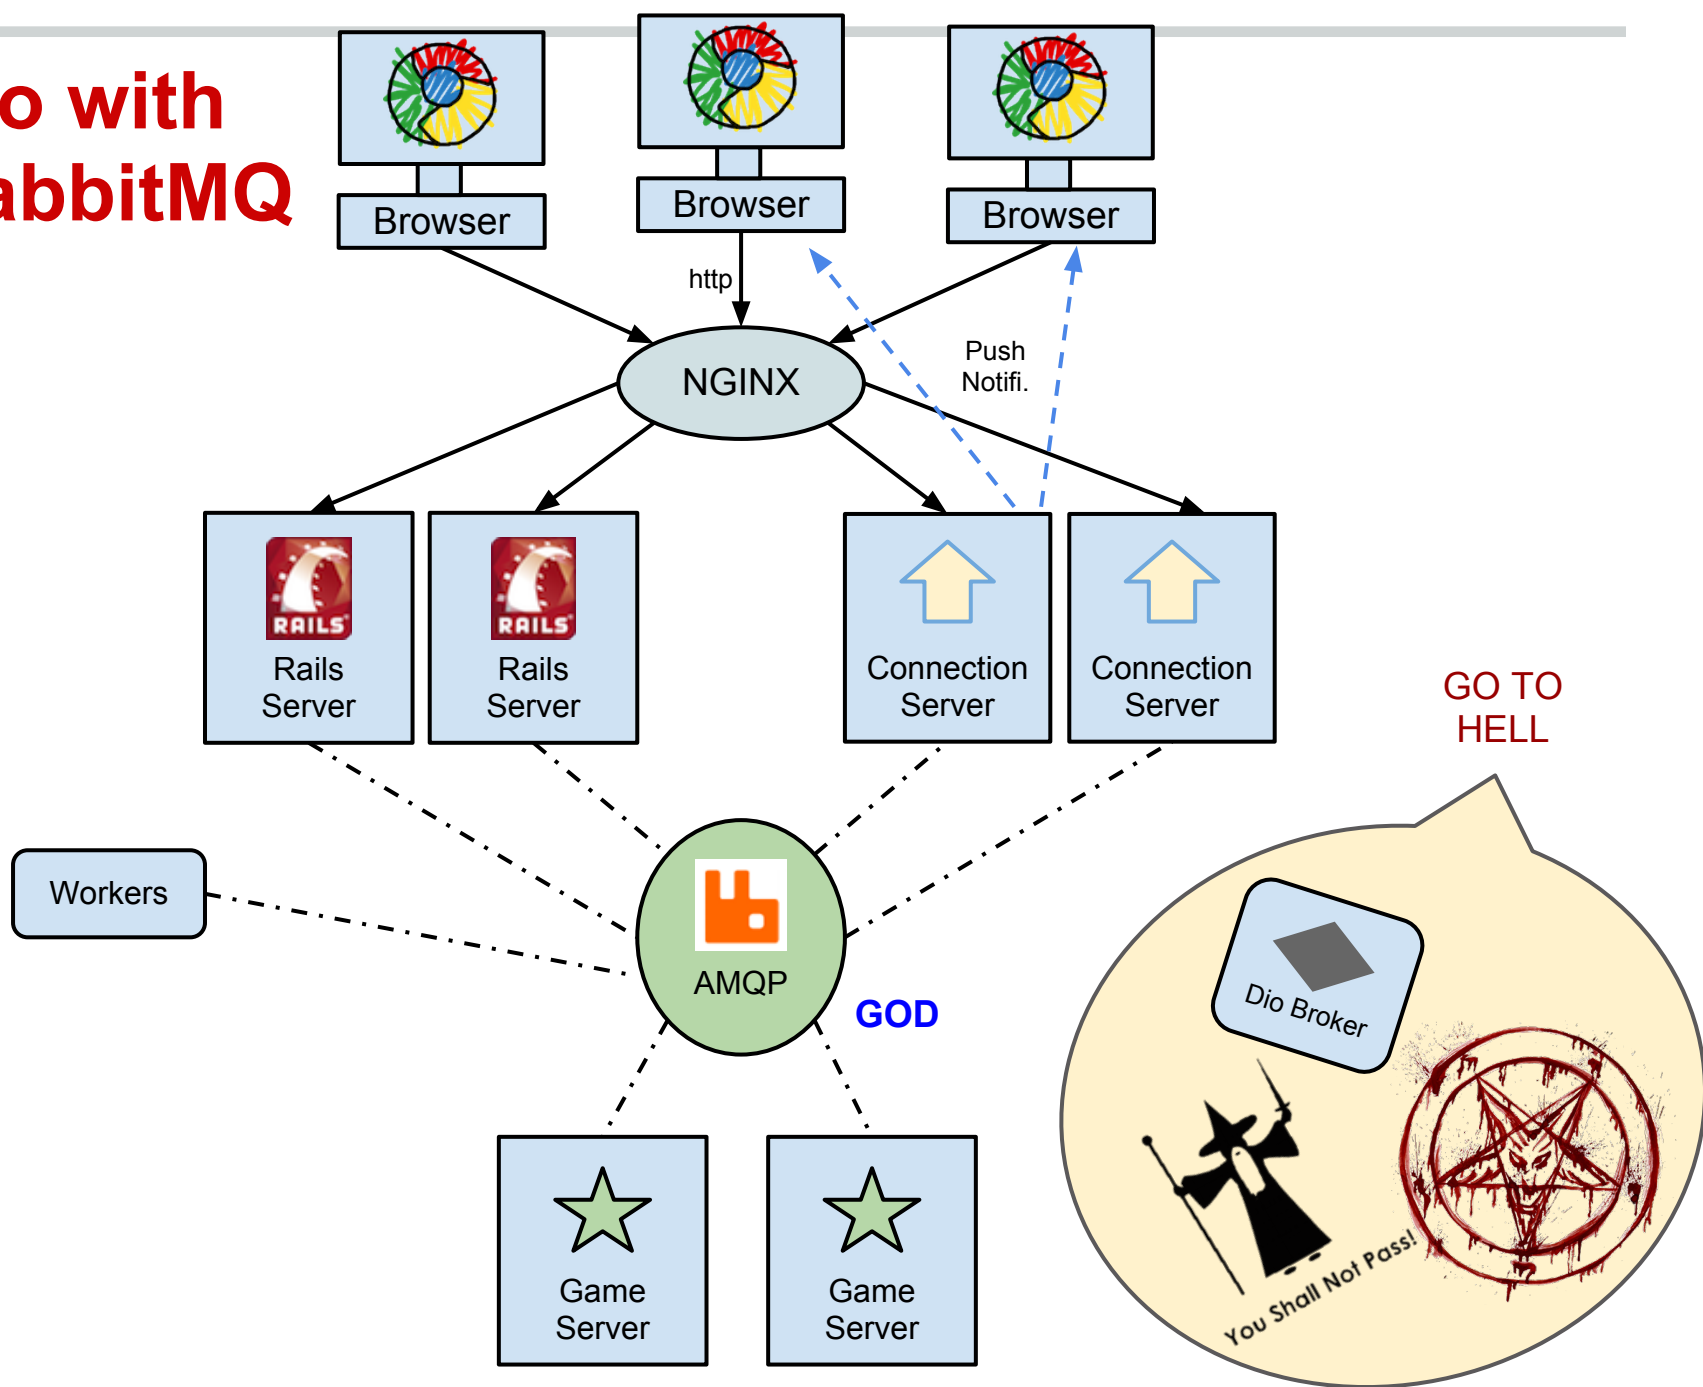 o with
abbitMQ
Browser
Browser
Browser
http
Push
Notifi.
NGINX
RAILS
Rails
Server
RAILS
Rails
Server
Connection
Server
Connection
Server
GO TO
HELL
Workers
AMQP
GOD
Dio Broker
You Shall Not Pass!
Game
Server
Game
Server